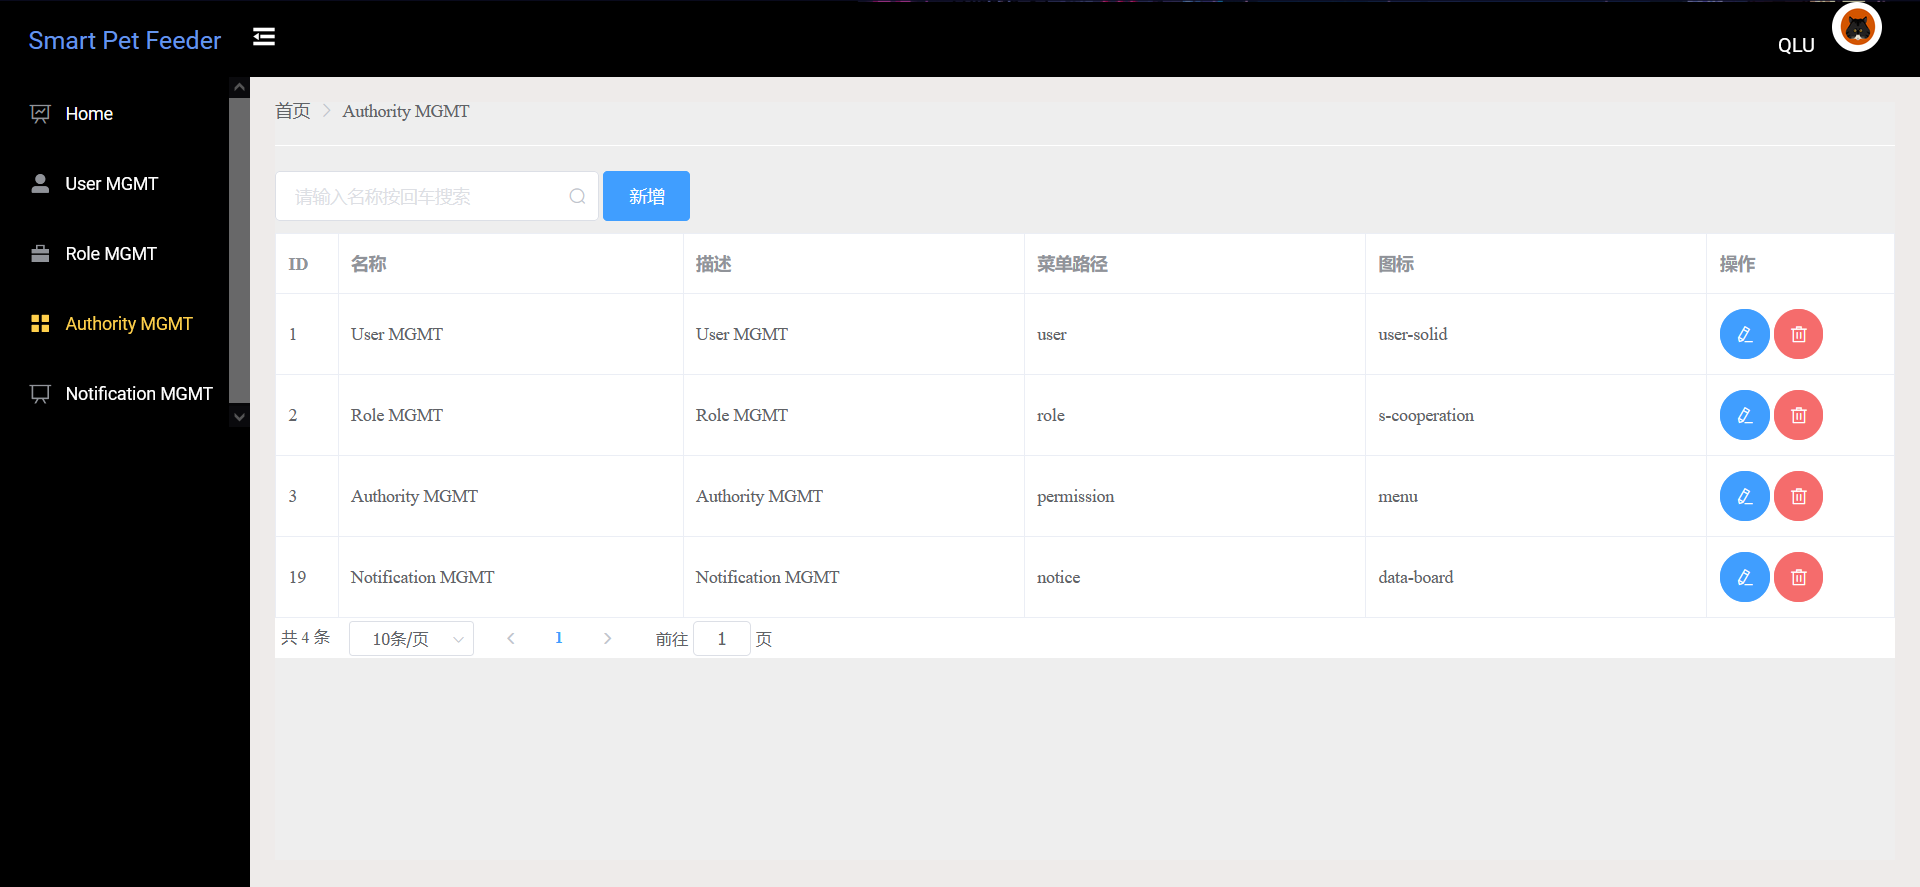 Smart Pet Feeder
QLU
Home
User MGMT
Role MGMT
Authority MGMT
Notification MGMT
首页 Authority MGMT
请输入名称按回车搜索 新增
ID 名称 描述 菜单路径 图标 操作
1 User MGMT User MGMT user user-solid
2 Role MGMT Role MGMT role s-cooperation
3 Authority MGMT Authority MGMT permission menu
19 Notification MGMT Notification MGMT notice data-board
共 4 条 10条/页 1 前往 1 页